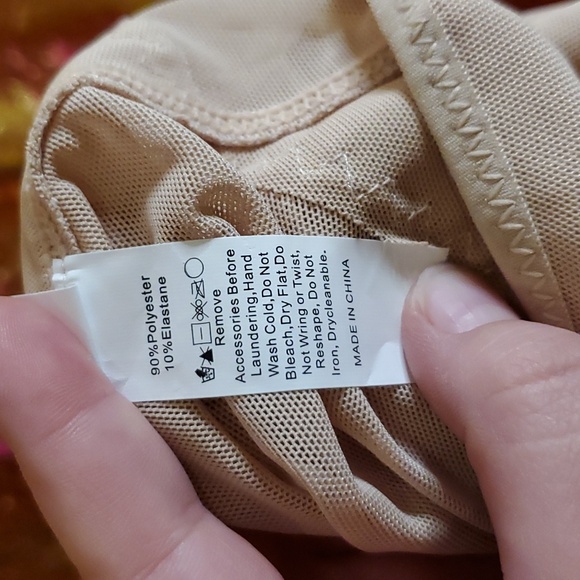 90%Polyester
10%Elastane
Remove
Accessories Before
Laundering,Hand
Wash Cold,Do Not
Bleach,Dry Flat,Do
Not Wring or Twist,
Reshape, Do Not
Iron, Drycleanable.
MADE IN CHINA